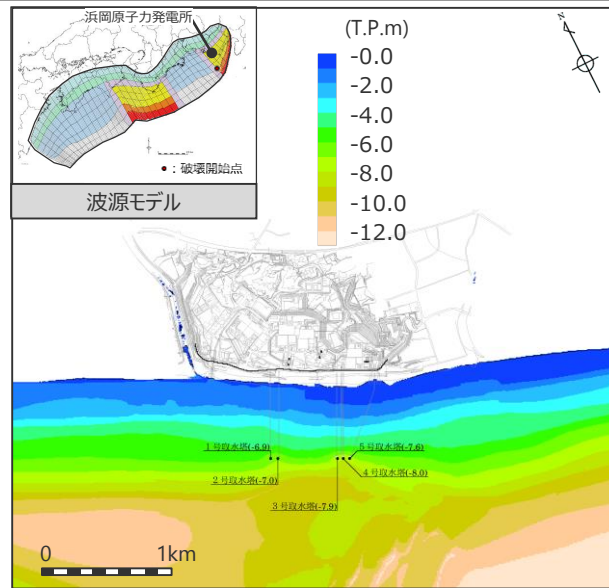 浜岡原子力発電所
●:破壊開始点
波源モデル
(T.P.m)
-0.0
-2.0
-4.0
-6.0
-8.0
-10.0
-12.0
N
1号取水塔(-6.9)
2号取水塔(-7.0)
3号取水塔(-7.9)
5号取水塔(-7.6)
4号取水塔(-8.0)
0 1km